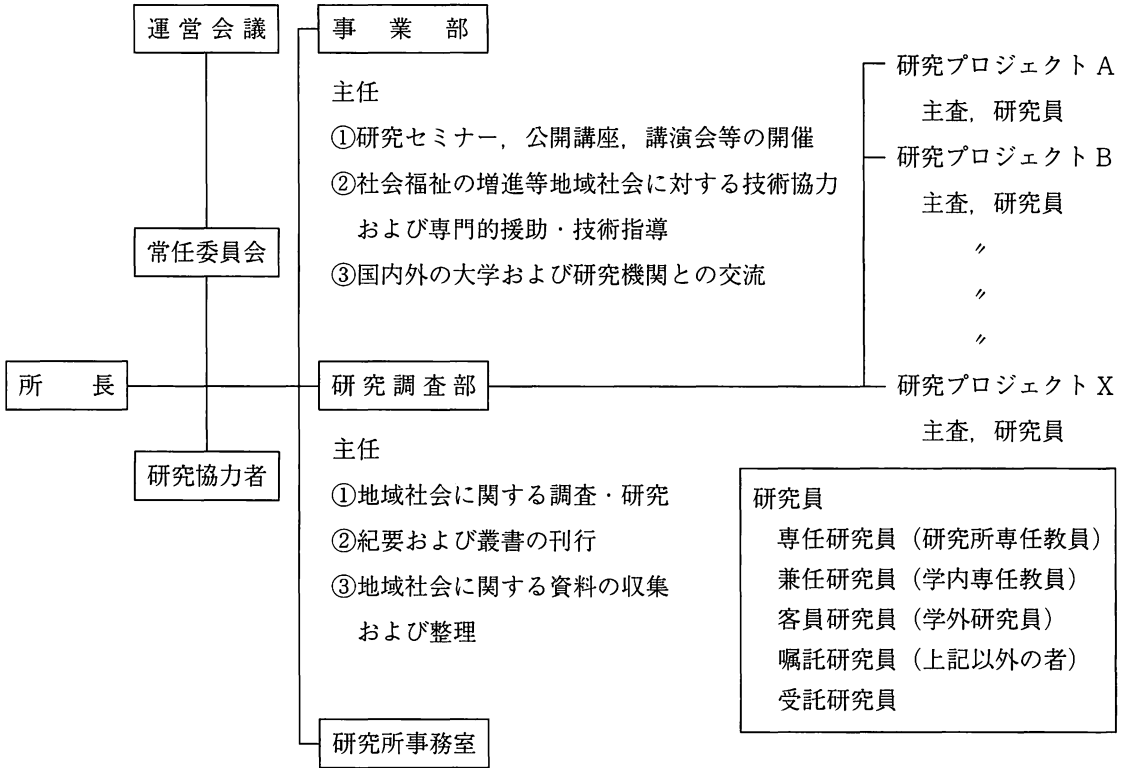 運営会議
事業部
主任
①研究セミナー，公開講座，講演会等の開催
②社会福祉の増進等地域社会に対する技術協力
および専門的援助・技術指導
③国内外の大学および研究機関との交流
常任委員会
所長
研究調査部
研究協力者
主任
①地域社会に関する調査・研究
②紀要および叢書の刊行
③地域社会に関する資料の収集
および整理
研究所事務室
研究プロジェクト A
主査，研究員
研究プロジェクト B
主査，研究員
〃
〃
〃
研究プロジェクト X
主査，研究員
研究員
専任研究員（研究所専任教員）
兼任研究員（学内専任教員）
客員研究員（学外研究員）
嘱託研究員（上記以外の者）
受託研究員